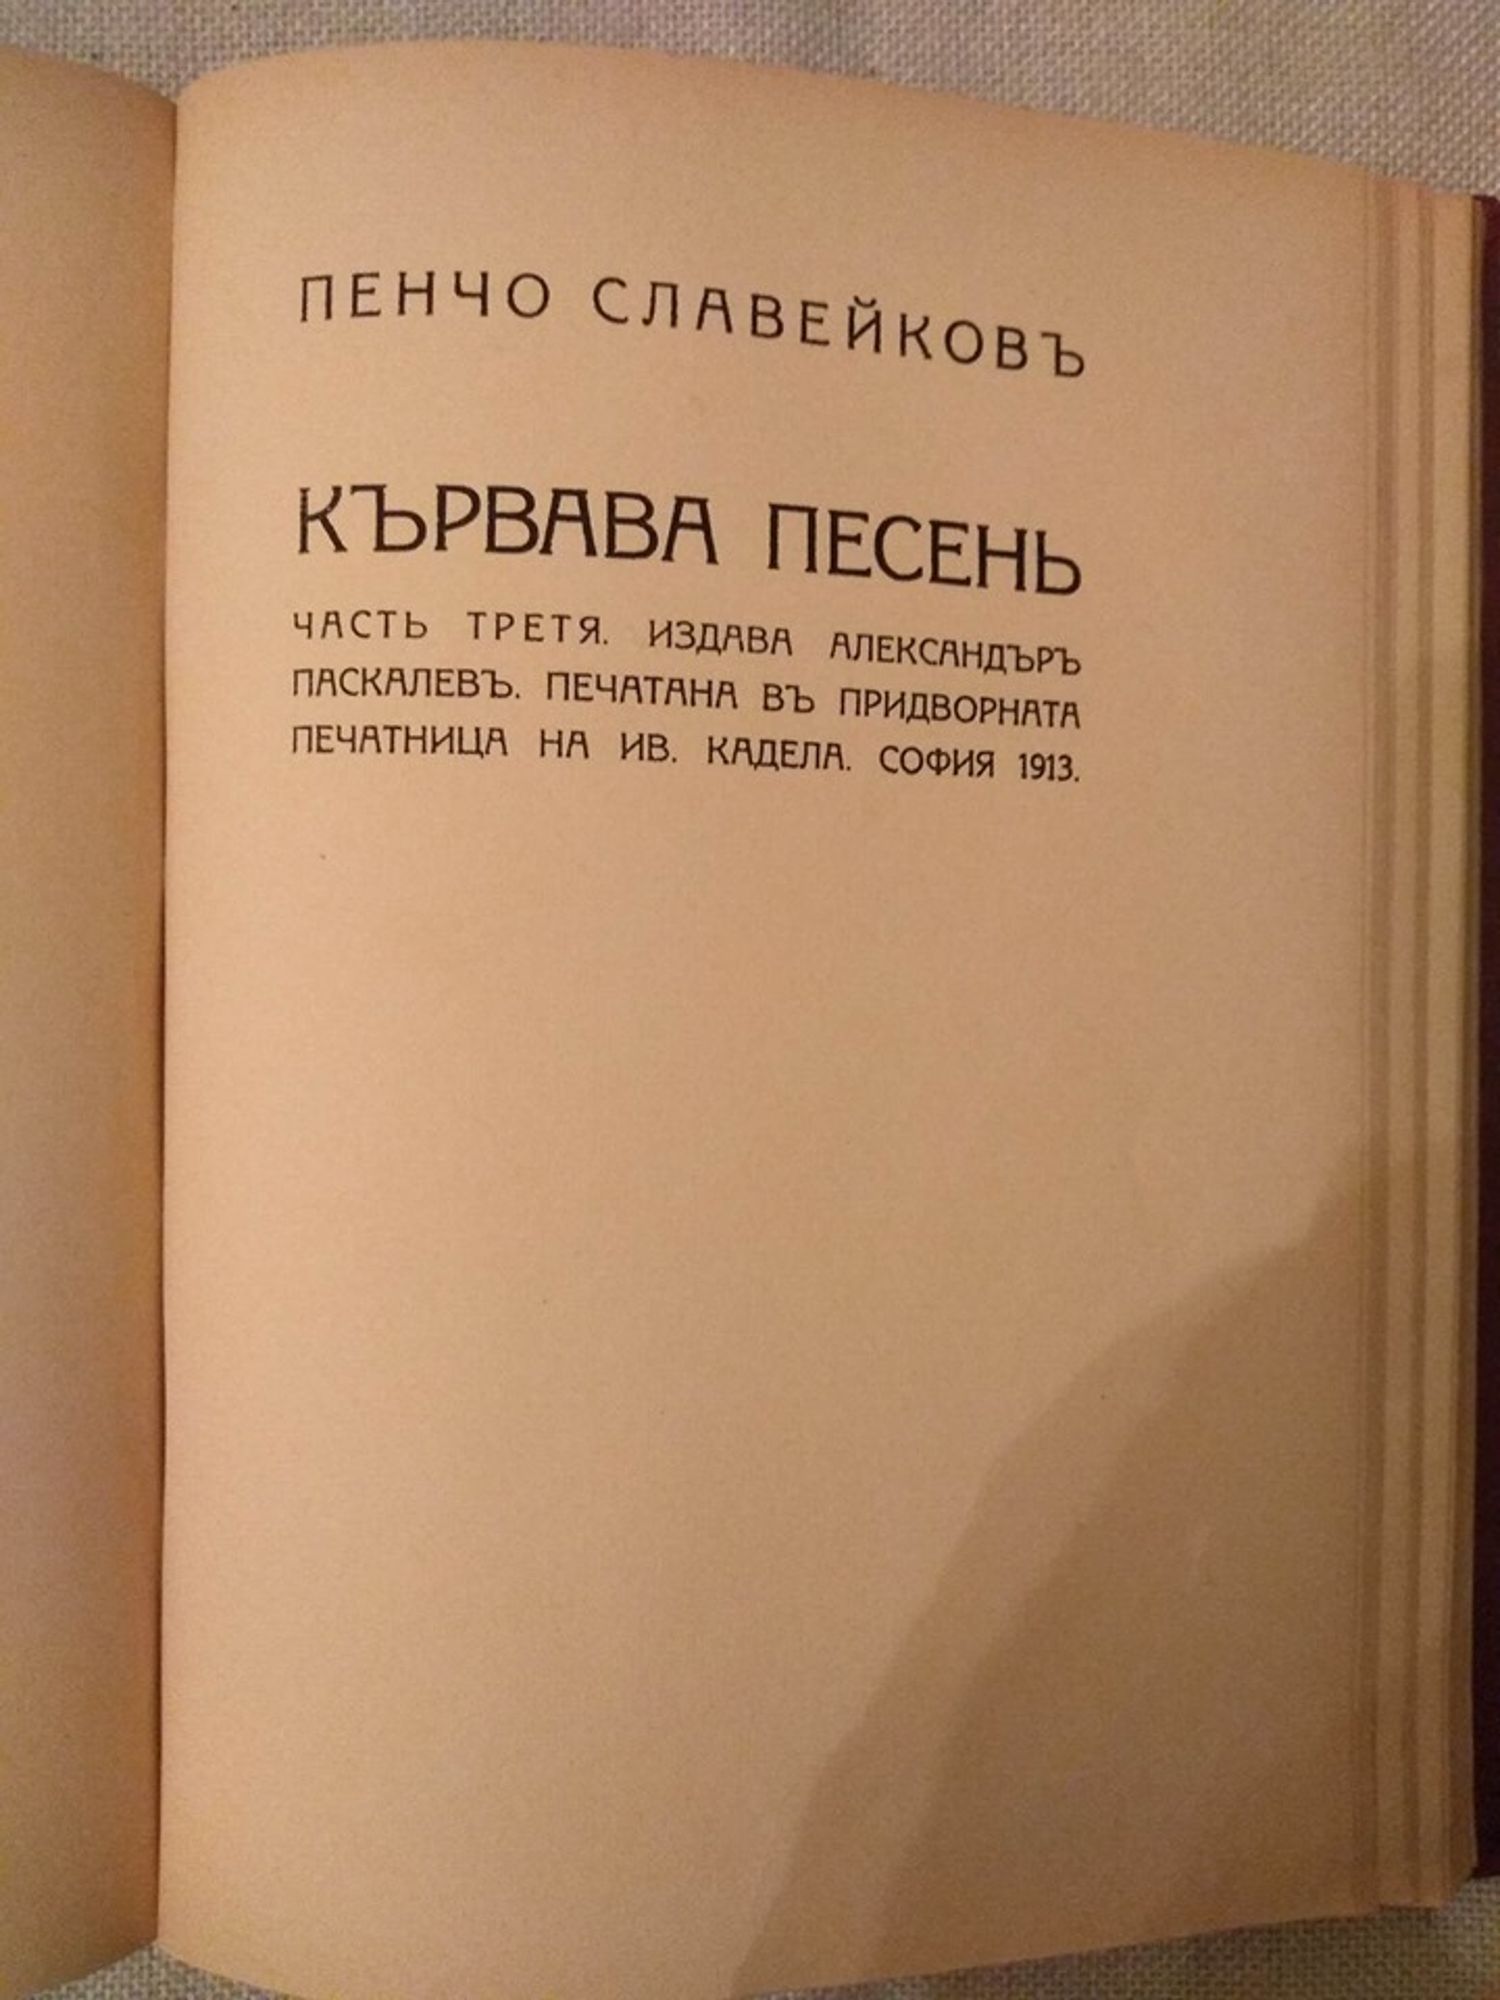 ПЕНЧО СЛАВЕЙКОВЪ
КЪРВАВА ПЕСЕНЬ
ЧАСТЬ ТРЕТЯ. ИЗДАВА АЛЕКСАНДЪРЪ
ПАСКАЛЕВЪ. ПЕЧАТАНА ВЪ ПРИДВОРНАТА
ПЕЧАТНИЦА НА ИВ. КАДЕЛА. СОФИЯ 1913.